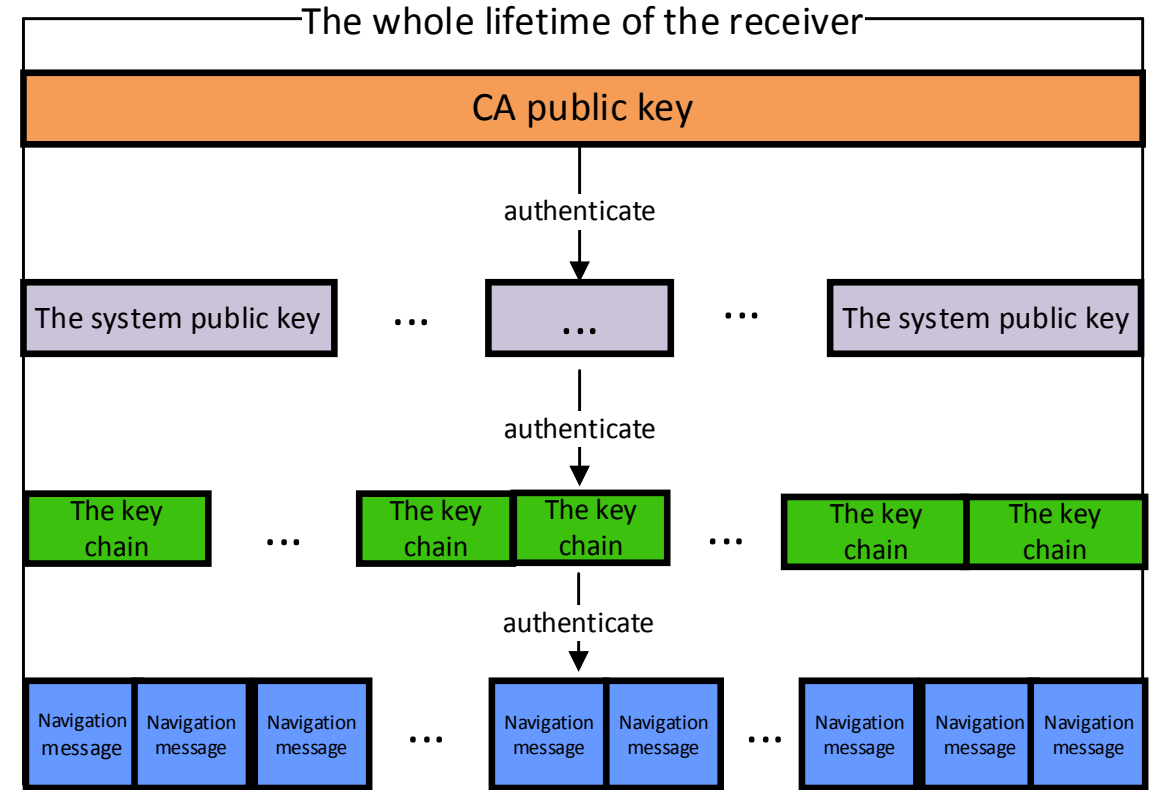 The whole lifetime of the receiver
CA public key
authenticate
The system public key ... ... ... The system public key
authenticate
The key The key The key The key The key
chain ... chain chain ... chain chain
authenticate
Navigation Navigation Navigation Navigation Navigation Navigation Navigation Navigation
message message message ... message message ... message message message